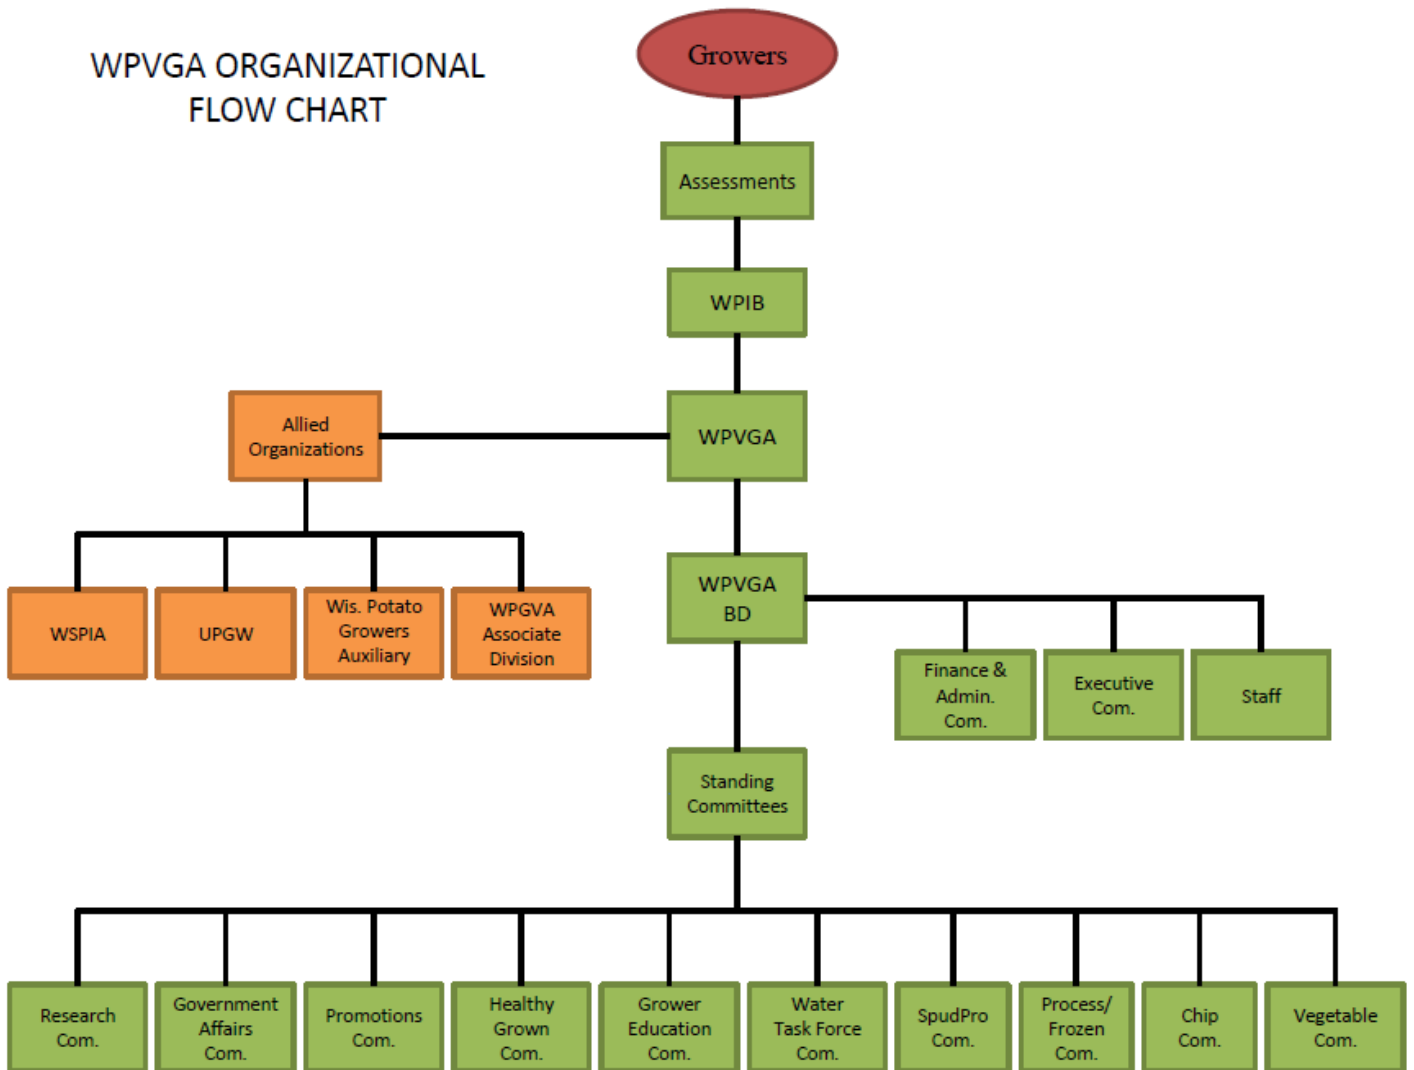 WPVGA ORGANIZATIONAL
FLOW CHART
Growers
Assessments
WPIB
Allied
Organizations
WPVGA
WSPIA
UPGW
Wis. Potato
Growers
Auxiliary
WPGVA
Associate
Division
WPVGA
BD
Finance &
Admin.
Com.
Executive
Com.
Staff
Standing
Committees
Research
Com.
Government
Affairs
Com.
Promotions
Com.
Healthy
Grown
Com.
Grower
Education
Com.
Water
Task Force
Com.
SpudPro
Com.
Process/
Frozen
Com.
Chip
Com.
Vegetable
Com.